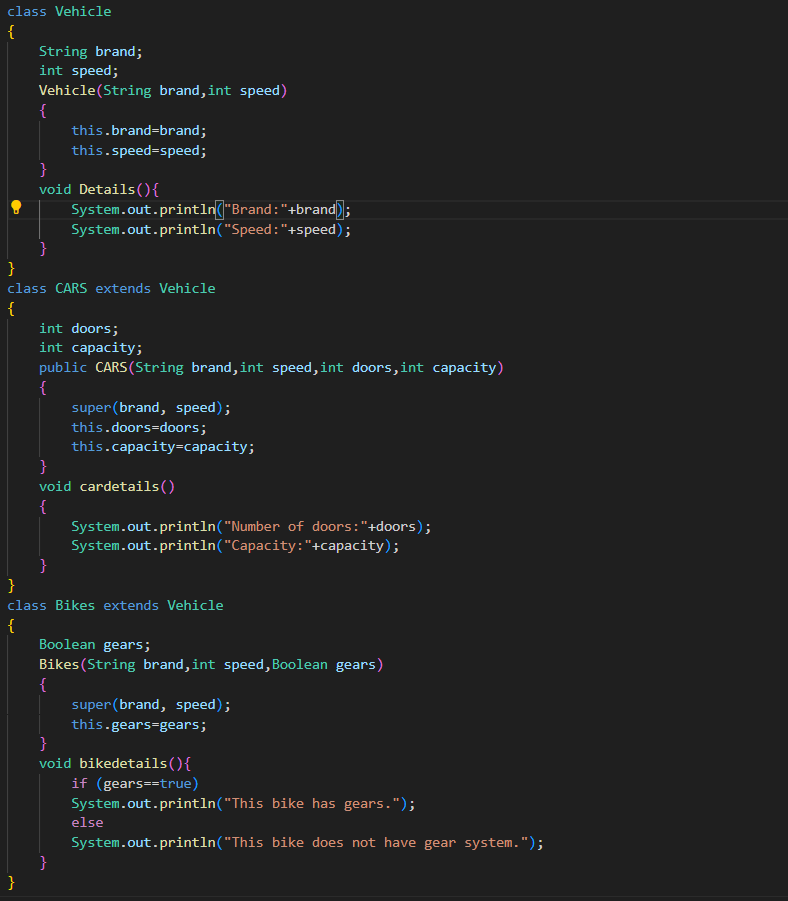 class Vehicle
{
    String brand;
    int speed;
    Vehicle(String brand,int speed)
    {
        this.brand=brand;
        this.speed=speed;
    }
    void Details(){
        System.out.println("Brand:"+brand);
        System.out.println("Speed:"+speed);
    }
}
class CARS extends Vehicle
{
    int doors;
    int capacity;
    public CARS(String brand,int speed,int doors,int capacity)
    {
        super(brand, speed);
        this.doors=doors;
        this.capacity=capacity;
    }
    void cardetails()
    {
        System.out.println("Number of doors:"+doors);
        System.out.println("Capacity:"+capacity);
    }
}
class Bikes extends Vehicle
{
    Boolean gears;
    Bikes(String brand,int speed,Boolean gears)
    {
        super(brand, speed);
        this.gears=gears;
    }
    void bikedetails(){
        if (gears==true)
        System.out.println("This bike has gears.");
        else
        System.out.println("This bike does not have gear system.");
    }
}